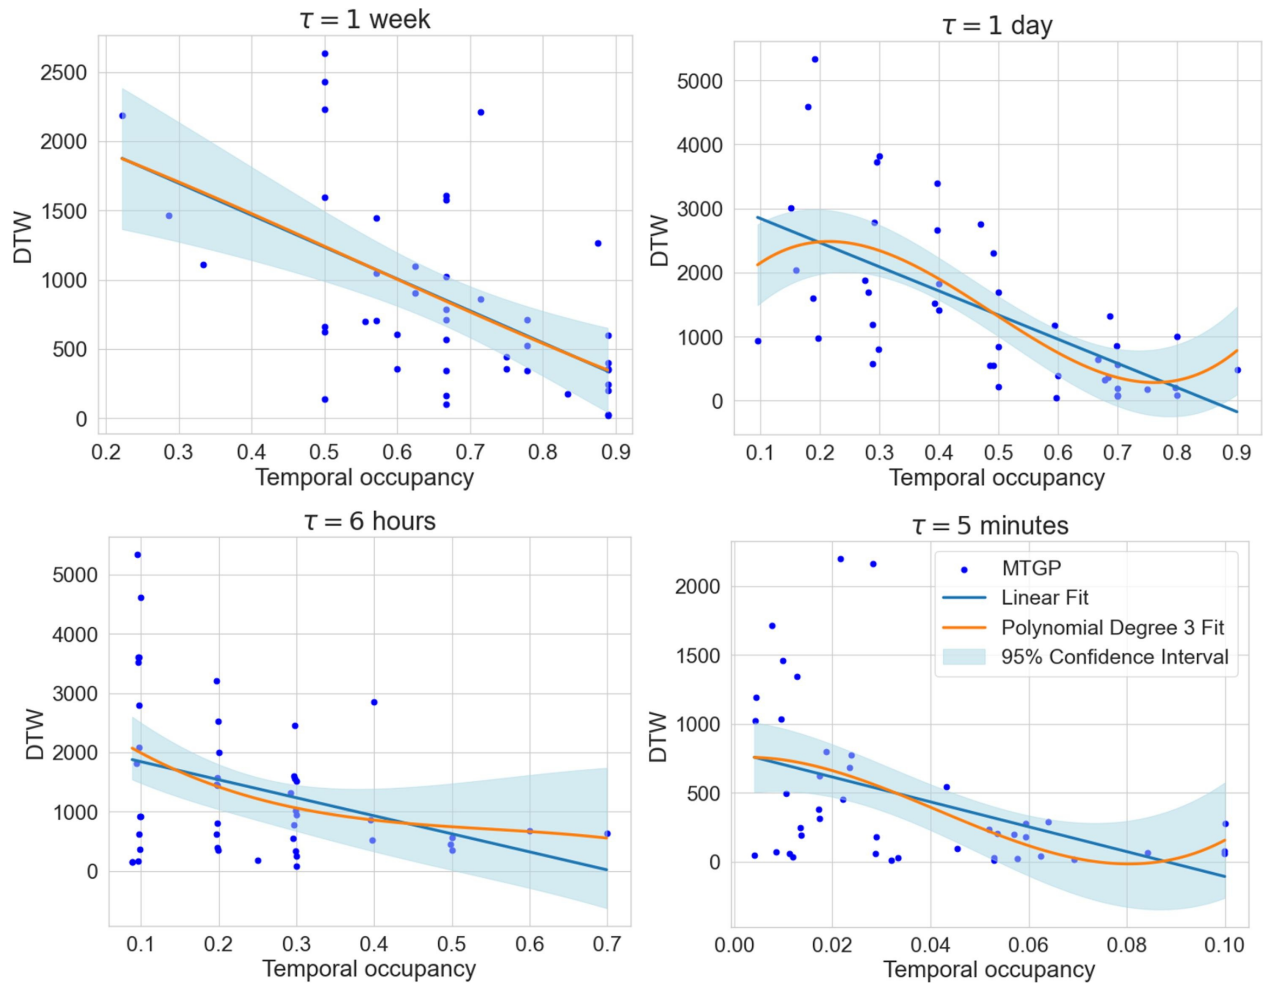 τ = 1 week
2500
2000
1500
1000
500
0
DTW
0.2 0.3 0.4 0.5 0.6 0.7 0.8 0.9
Temporal occupancy
τ = 1 day
5000
4000
3000
2000
1000
0
DTW
0.1 0.2 0.3 0.4 0.5 0.6 0.7 0.8 0.9
Temporal occupancy
τ = 6 hours
5000
4000
3000
2000
1000
0
DTW
0.1 0.2 0.3 0.4 0.5 0.6 0.7
Temporal occupancy
τ = 5 minutes
MTGP
Linear Fit
Polynomial Degree 3 Fit
95% Confidence Interval
2000
1500
1000
500
0
DTW
0.00 0.02 0.04 0.06 0.08 0.10
Temporal occupancy